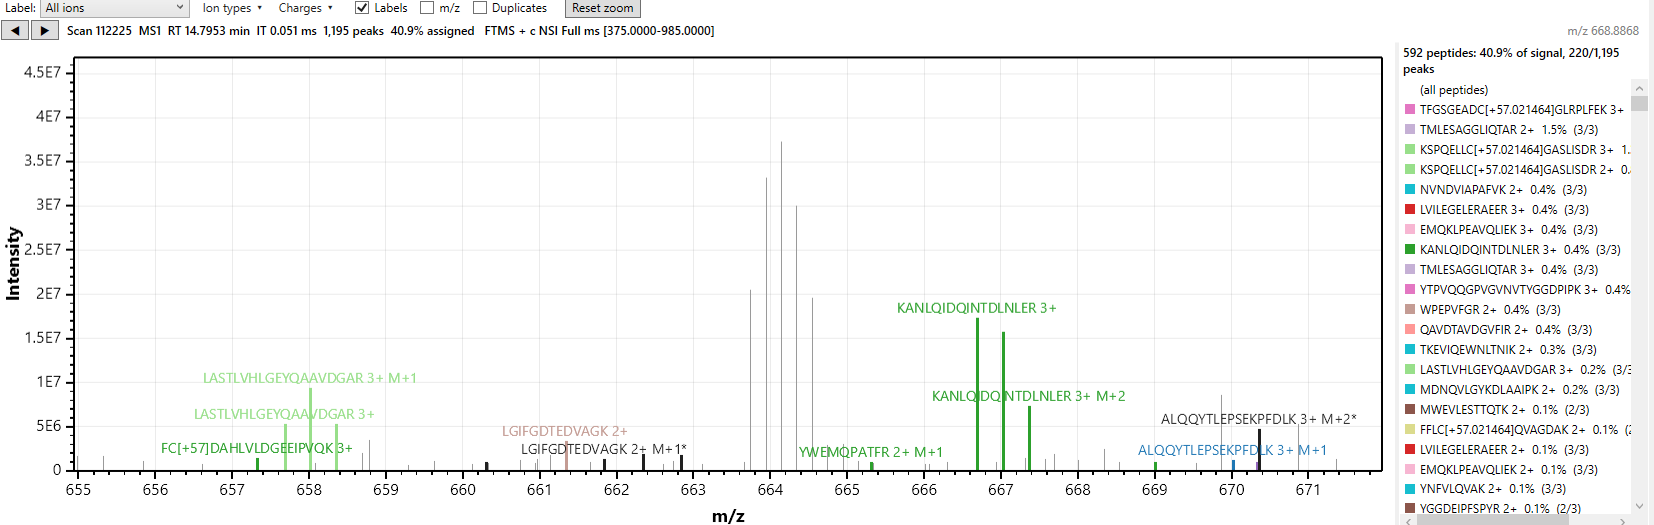 Label: All ions Ion types Charges Labels m/z Duplicates Reset zoom
Scan 112225 MS1 RT 14.7953 min IT 0.051 ms 1,195 peaks 40.9% assigned FTMS + c NSI Full ms [375.0000-985.0000] m/z 668.8868
Intensity
4.5E7
4E7
3.5E7
3E7
2.5E7
2E7
1.5E7
1E7
5E6
0
KANLQIDQINTDLNLER 3+
LASTLVHLGEYQAAVDGAR 3+ M+1
KANLQIDQINTDLNLER 3+ M+2
LASTLVHLGEYQAAVDGAR 3+
ALQQYTLEPSEKPFDLK 3+ M+2*
LGIFGDTEDVAGK 2+
FC[+57]DAHLVLDGEEIPVQK 3+
LGIFGDTEDVAGK 2+ M+1*
YWEMQPATFR 2+ M+1
ALQQYTLEPSEKPFDLK 3+ M+1
655 656 657 658 659 660 661 662 663 664 665 666 667 668 669 670 671
m/z
592 peptides: 40.9% of signal, 220/1,195
peaks
(all peptides)
TFGSGEADC[+57.021464]GLRPLFEK 3+
TMLESAGGLIQTAR 2+ 1.5% (3/3)
KSPQELLC[+57.021464]GASLISDR 3+ 1.
KSPQELLC[+57.021464]GASLISDR 2+ 0.
NVNDVIAPAFVK 2+ 0.4% (3/3)
LVILEGELERAEER 3+ 0.4% (3/3)
EMQKLPEAVQLIEK 3+ 0.4% (3/3)
KANLQIDQINTDLNLER 3+ 0.4% (3/3)
TMLESAGGLIQTAR 3+ 0.4% (3/3)
YTPVQQGPVGVNVTYGGDPIPK 3+ 0.4%
WPEPVFGR 2+ 0.4% (3/3)
QAVDTAVDGVFIR 2+ 0.4% (3/3)
TKEVIQEWNLTNIK 2+ 0.3% (3/3)
LASTLVHLGEYQAAVDGAR 3+ 0.2% (3/3
MDNQVLGYKDLAAIPK 2+ 0.2% (3/3)
MWEVLESTTQTK 2+ 0.1% (2/3)
FFLC[+57.021464]QVAGDAK 2+ 0.1% (2
LVILEGELERAEER 2+ 0.1% (3/3)
EMQKLPEAVQLIEK 2+ 0.1% (3/3)
YNFVLQVAK 2+ 0.1% (3/3)
YGGDEIPFSPYR 2+ 0.1% (2/3)